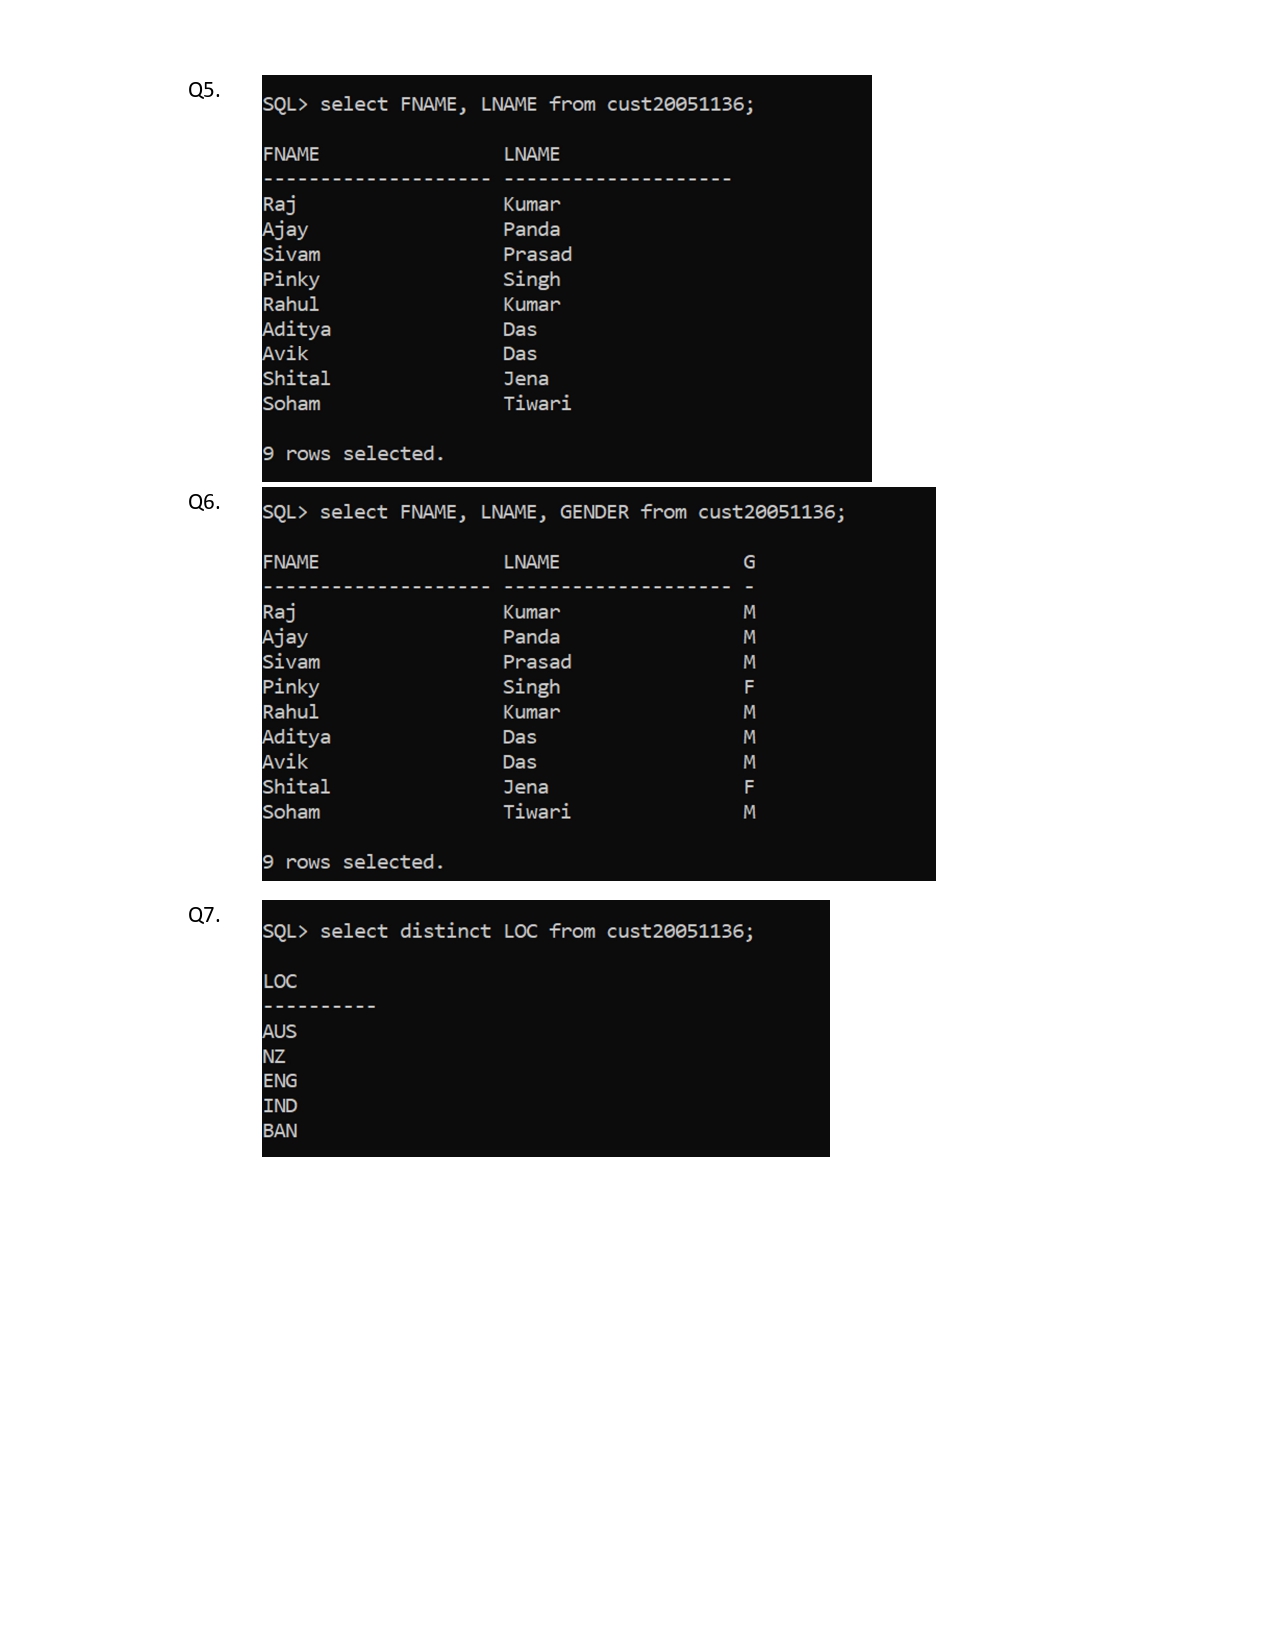 Q5.
SQL> select FNAME, LNAME from cust20051136;
FNAME LNAME
-------------------- --------------------
Raj Kumar
Ajay Panda
Sivam Prasad
Pinky Singh
Rahul Kumar
Aditya Das
Avik Das
Shital Jena
Soham Tiwari
9 rows selected.
Q6.
SQL> select FNAME, LNAME, GENDER from cust20051136;
FNAME LNAME G
-------------------- -------------------- -
Raj Kumar M
Ajay Panda M
Sivam Prasad M
Pinky Singh F
Rahul Kumar M
Aditya Das M
Avik Das M
Shital Jena F
Soham Tiwari M
9 rows selected.
Q7.
SQL> select distinct LOC from cust20051136;
LOC
----------
AUS
NZ
ENG
IND
BAN